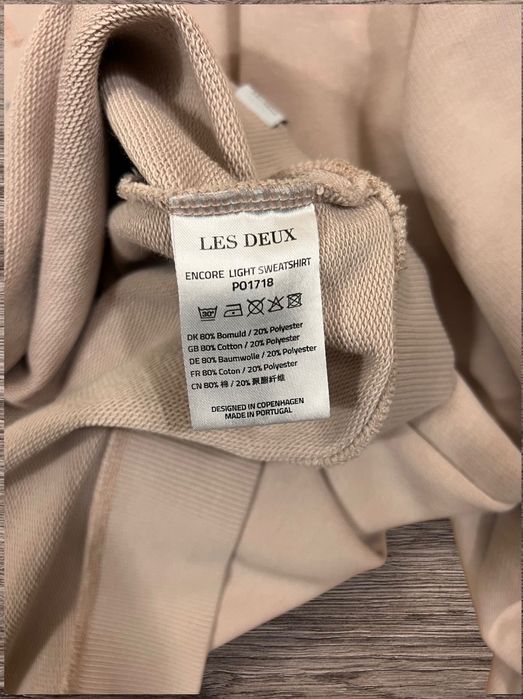 LES DEUX
ENCORE LIGHT SWEATSHIRT
PO1718
30°
DK 80% Bomuld / 20% Polyester
GB 80% Cotton / 20% Polyester
DE 80% Baumwolle / 20% Polyester
FR 80% Coton / 20% Polyester
CN 80% 棉 / 20% 聚酯纤维
DESIGNED IN COPENHAGEN
MADE IN PORTUGAL